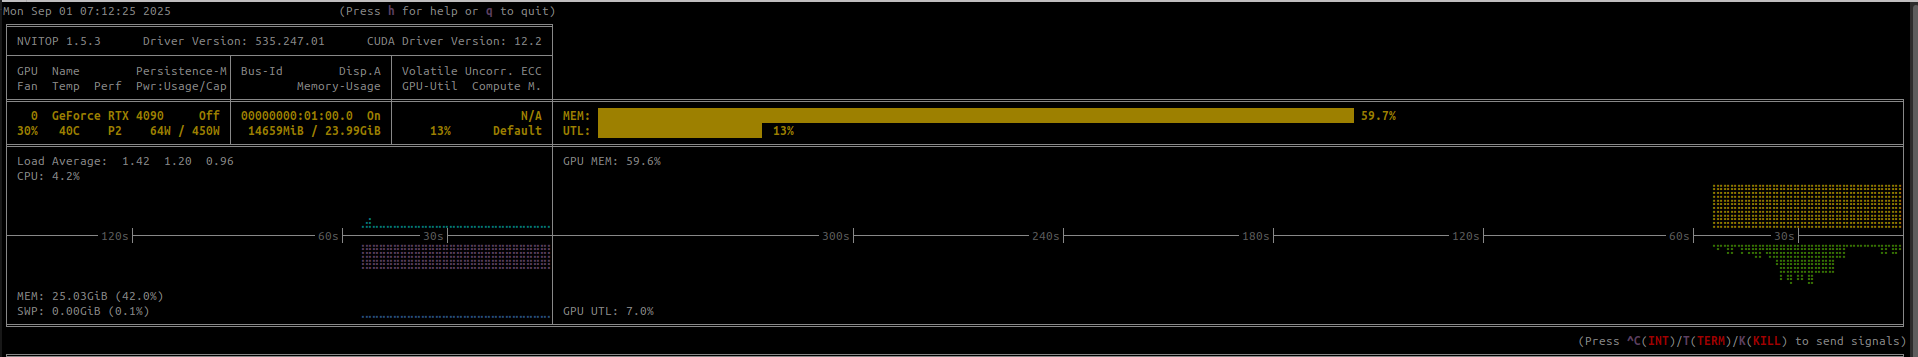 Mon Sep 01 07:12:25 2025 (Press h for help or q to quit)
NVITOP 1.5.3 Driver Version: 535.247.01 CUDA Driver Version: 12.2
GPU Name Persistence-M Bus-Id Disp.A Volatile Uncorr. ECC
Fan Temp Perf Pwr:Usage/Cap Memory-Usage GPU-Util Compute M.
0 GeForce RTX 4090 Off 00000000:01:00.0 On N/A MEM: 59.7%
30% 40C P2 64W / 450W 14659MiB / 23.99GiB 13% Default UTL: 13%
Load Average: 1.42 1.20 0.96 GPU MEM: 59.6%
CPU: 4.2%
120s 60s 30s 300s 240s 180s 120s 60s 30s
MEM: 25.03GiB (42.0%)
SWP: 0.00GiB (0.1%) GPU UTL: 7.0%
(Press ^C(INT)/T(TERM)/K(KILL) to send signals)